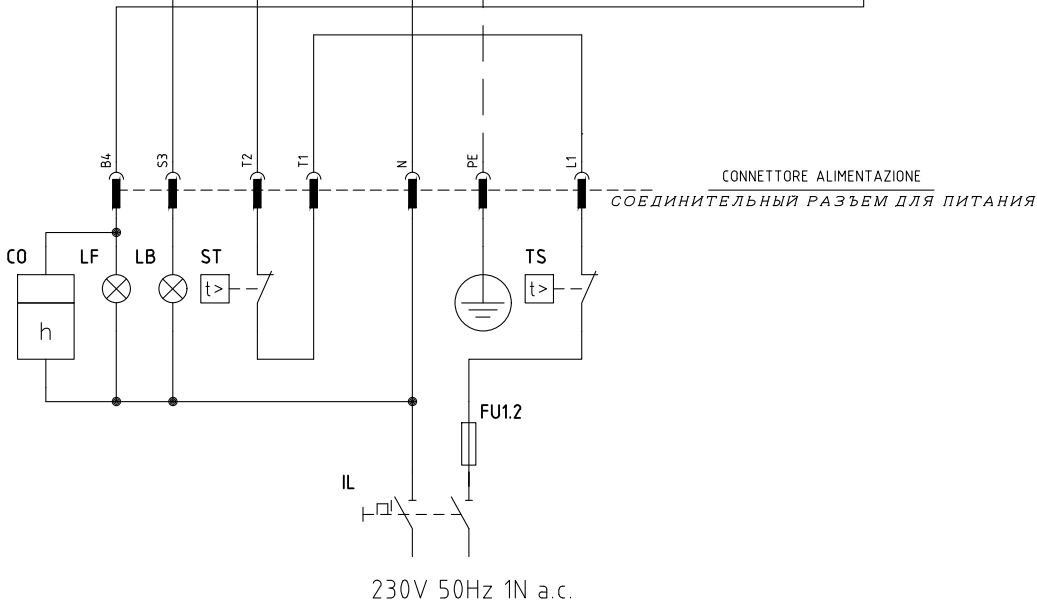 B4 S3 T2 T1 N PE L1
CONNETTORE ALIMENTAZIONE
СОЕДИНИТЕЛЬНЫЙ РАЗЪЕМ ДЛЯ ПИТАНИЯ
CO LF LB ST TS
t> t>
h
FU1.2
IL
230V 50Hz 1N a.c.